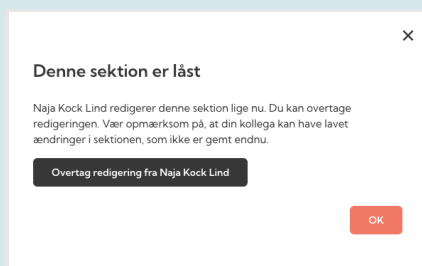 Denne sektion er låst
Naja Kock Lind redigerer denne sektion lige nu. Du kan overtage
redigeringen. Vær opmærksom på, at din kollega kan have lavet
ændringer i sektionen, som ikke er gemt endnu.
Overtag redigering fra Naja Kock Lind
OK